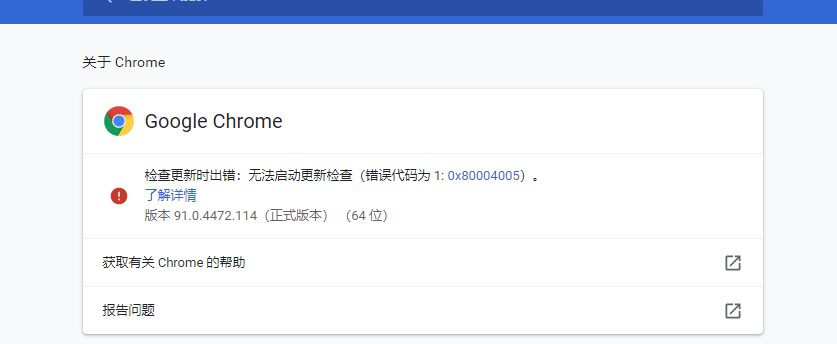 关于 Chrome
Google Chrome
检查更新时出错：无法启动更新检查（错误代码为 1: 0x80004005）。
了解详情
版本 91.0.4472.114（正式版本） （64 位）
获取有关 Chrome 的帮助
报告问题